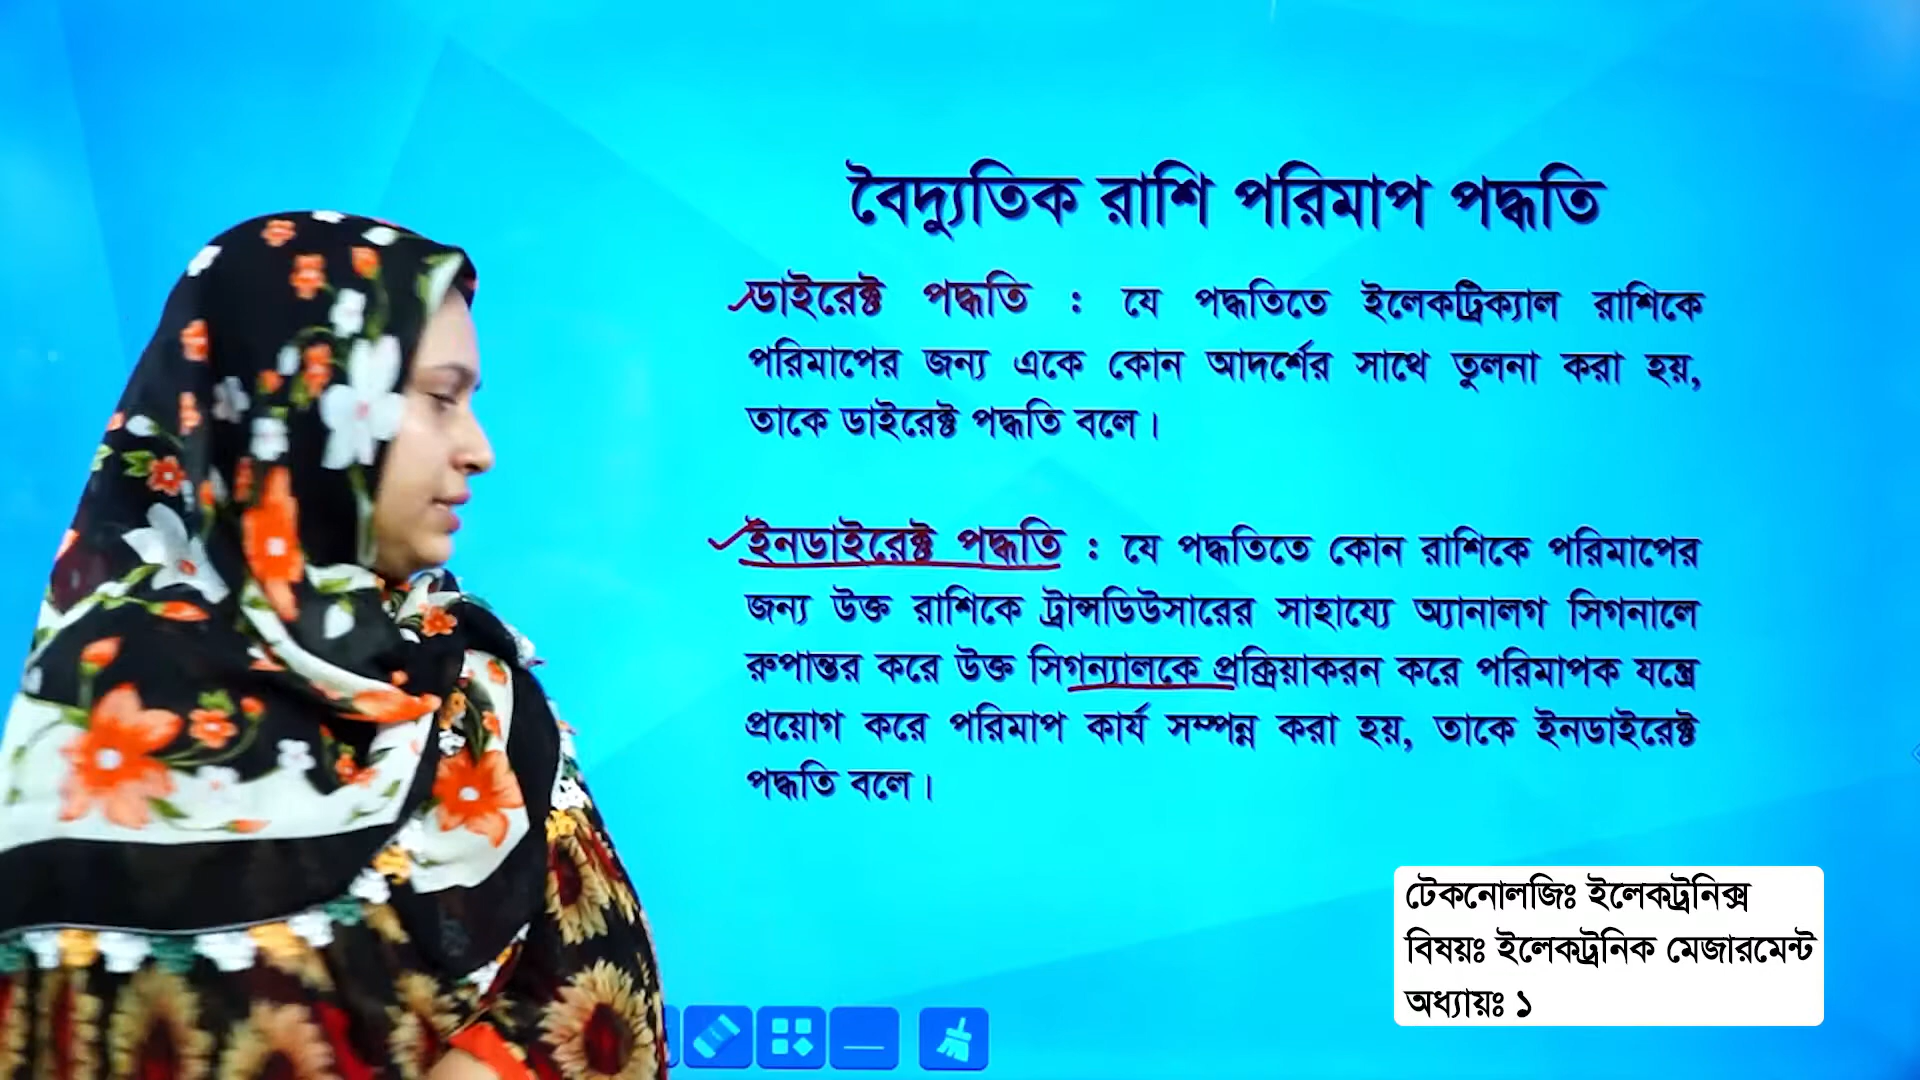 বৈদ্যুতিক রাশি পরিমাপ পদ্ধতি
ডাইরেক্ট পদ্ধতি : যে পদ্ধতিতে ইলেকট্রিক্যাল রাশিকে
পরিমাপের জন্য একে কোন আদর্শের সাথে তুলনা করা হয়,
তাকে ডাইরেক্ট পদ্ধতি বলে।
ইনডাইরেক্ট পদ্ধতি : যে পদ্ধতিতে কোন রাশিকে পরিমাপের
জন্য উক্ত রাশিকে ট্রান্সডিউসারের সাহায্যে অ্যানালগ সিগনালে
রুপান্তর করে উক্ত সিগন্যালকে প্রক্রিয়াকরন করে পরিমাপক যন্ত্রে
প্রয়োগ করে পরিমাপ কার্য সম্পন্ন করা হয়, তাকে ইনডাইরেক্ট
পদ্ধতি বলে।
টেকনোলজিঃ ইলেকট্রনিক্স
বিষয়ঃ ইলেকট্রনিক মেজারমেন্ট
অধ্যায়ঃ ১